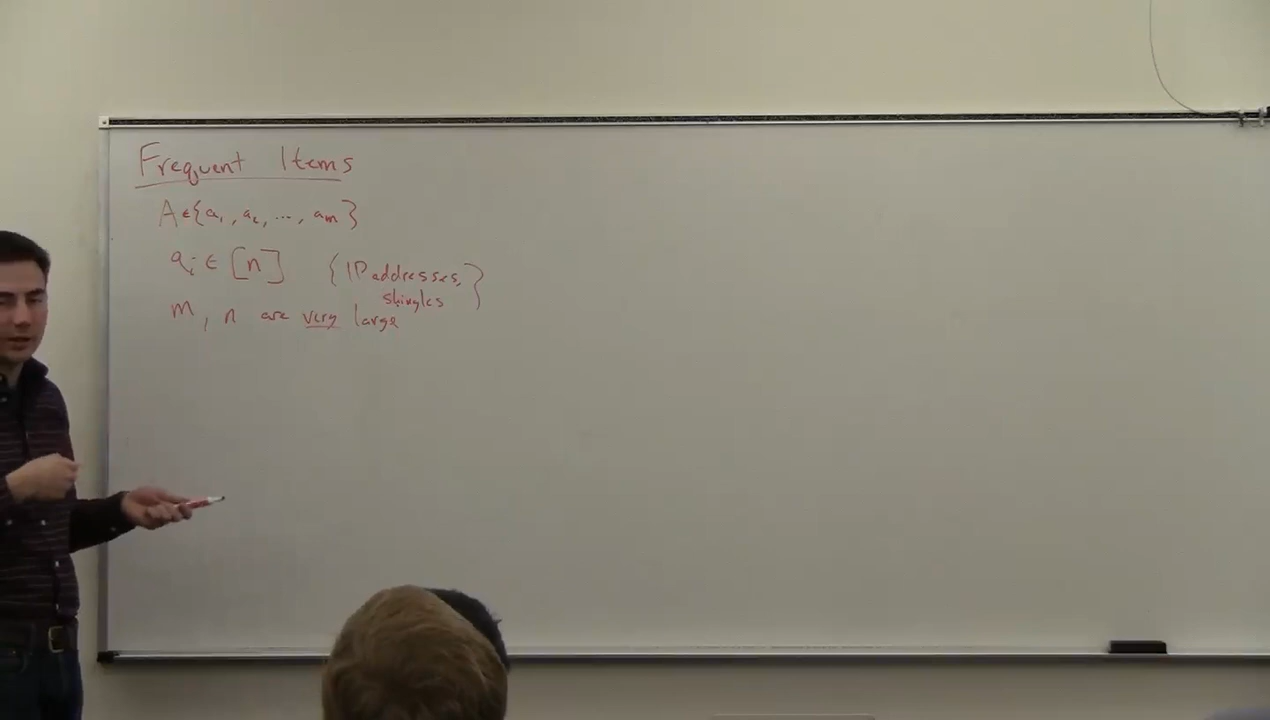 Frequent Items
A∈{a₁, a₂, ..., aₘ}
aᵢ ∈ [n] {IP addresses,
shingles}
m, n are very large